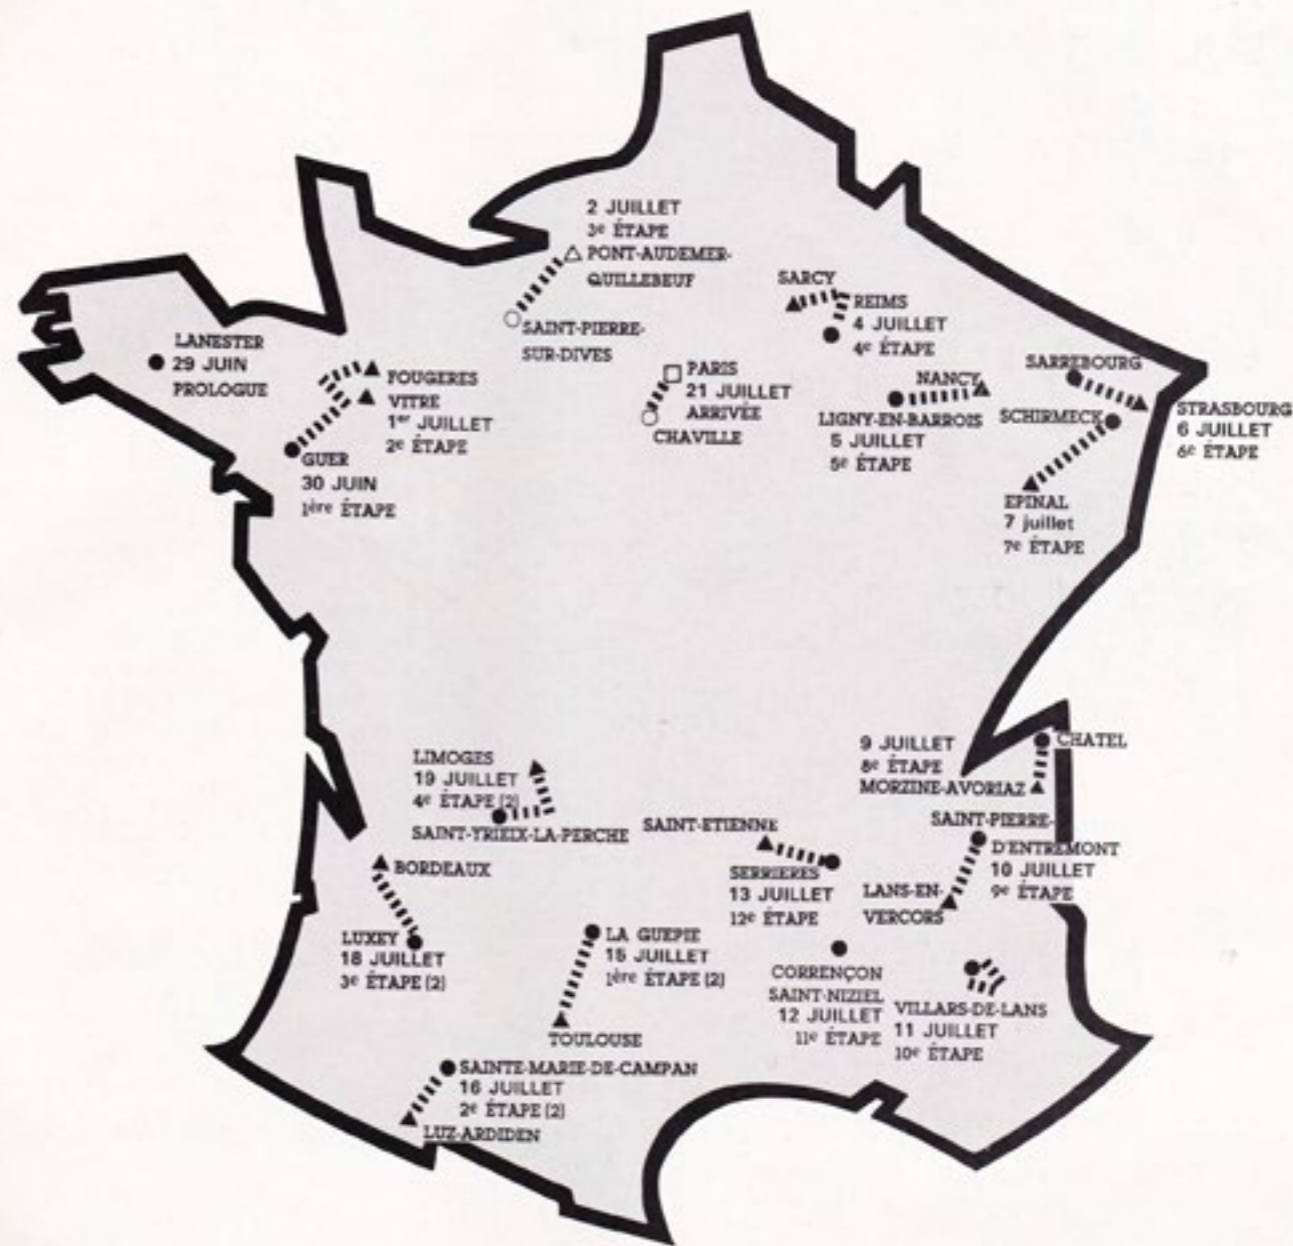 2 JUILLET
3e ÉTAPE
PONT-AUDEMER-
QUILLEBEUF
SAINT-PIERRE-
SUR-DIVES
SARCY
REIMS
4 JUILLET
4e ÉTAPE
LANESTER
29 JUIN
PROLOGUE
FOUGERES
VITRE
1er JUILLET
2e ÉTAPE
GUER
30 JUIN
1ère ÉTAPE
PARIS
21 JUILLET
ARRIVÉE
CHAVILLE
NANCY
LIGNY-EN-BARROIS
5 JUILLET
5e ÉTAPE
SARREBOURG
STRASBOURG
6 JUILLET
6e ÉTAPE
SCHIRMECK
EPINAL
7 juillet
7e ÉTAPE
9 JUILLET
8e ÉTAPE
MORZINE-AVORIAZ
CHATEL
LIMOGES
19 JUILLET
4e ÉTAPE (2)
SAINT-YRIEIX-LA-PERCHE
SAINT-ETIENNE
SERRIERES
13 JUILLET
12e ÉTAPE
SAINT-PIERRE-
D'ENTREMONT
10 JUILLET
9e ÉTAPE
LANS-EN-
VERCORS
BORDEAUX
LUXEY
18 JUILLET
3e ÉTAPE (2)
LA GUEPIE
15 JUILLET
1ère ÉTAPE (2)
TOULOUSE
CORRENÇON
SAINT-NIZIEL
12 JUILLET
11e ÉTAPE
VILLARS-DE-LANS
11 JUILLET
10e ÉTAPE
SAINTE-MARIE-DE-CAMPAN
16 JUILLET
2e ÉTAPE (2)
LUZ-ARDIDEN